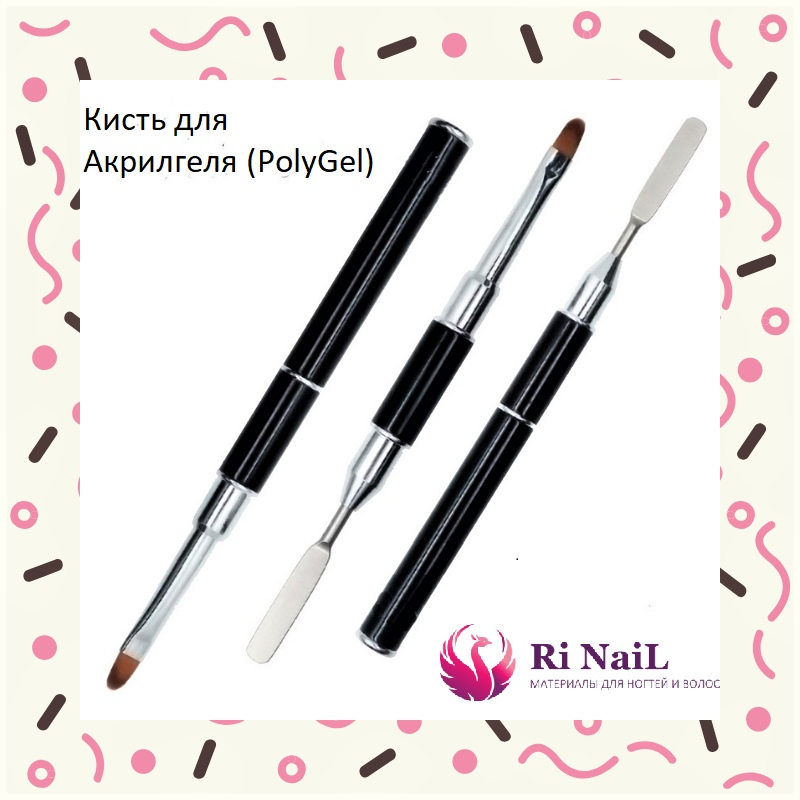 Кисть для
Акрилгеля (PolyGel)
Ri NaiL
МАТЕРИАЛЫ ДЛЯ НОГТЕЙ И ВОЛОС